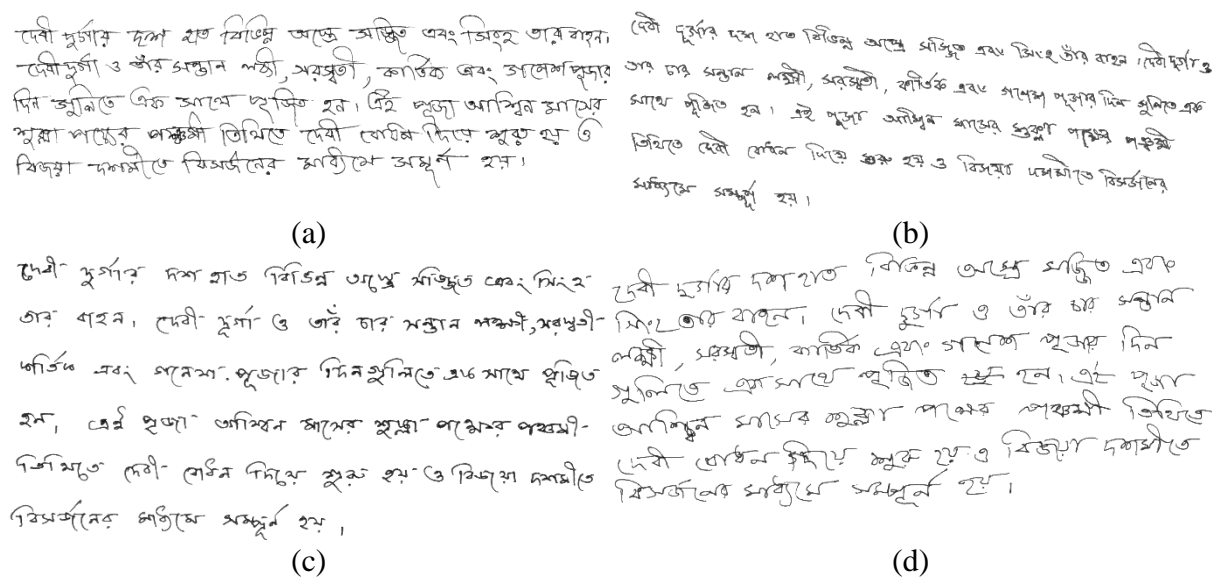 দেবী দুর্গার দশ হাত বিভিন্ন অস্ত্রে সজ্জিত এবং সিংহ তার বাহন।
দেবী দুর্গা ও তাঁর সন্তান লক্ষী, সরস্বতী, কার্তিক এবং গনেশ পূজার
দিন গুলিতে এক সাথে পূজিত হন। এই পূজা আশ্বিন মাসের
শুক্লা পক্ষের পঞ্চমী তিথিতে দেবী বোধন দিয়ে শুরু হয় ও
বিজয়া দশমীতে বিসর্জনের মাধ্যমে সম্পূর্ন হয়।
(a)
দেবী দূর্গার দশ হাত বিভিন্ন অস্ত্রে সজ্জিত এবং সিংহ তাঁর বাহন। দেবী দূর্গা ও
তার চার সন্তান লক্ষ্মী, সরস্বতী, কার্তিক এবং গণেশ পূজার দিন গুলিতে এক
সাথে পূজিত হন। এই পূজা আশ্বিন মাসের শুক্লা পক্ষের পঞ্চমী
তিথিতে দেবী বোধন দিয়ে শুরু হয় ও বিজয়া দশমীতে বিসর্জনের
মাধ্যমে সম্পূর্ন হয়।
(b)
দেবী দুর্গার দশ হাত বিভিন্ন অস্ত্রে সজ্জিত এবং সিংহ
তার বাহন। দেবী দূর্গা ও তাঁর চার সন্তান লক্ষ্মী, সরস্বতী
কার্তিক এবং গনেশ পূজার দিনগুলিতে এক সাথে পূজিত
হন। এই পূজা আশ্বিন মাসের শুক্লা পক্ষের পঞ্চমী
তিথিতে দেবী বোধন দিয়ে শুরু হয় ও বিজয়া দশমীতে
বিসর্জনের মাধ্যমে সম্পূর্ন হয়।
(c)
দেবী দুর্গার দশ হাত বিভিন্ন অস্ত্রে সজ্জিত এবং
সিংহ তার বাহন। দেবী দুর্গা ও তাঁর চার সন্তান
লক্ষ্মী, সরস্বতী, কার্তিক এবং গনেশ পূজার দিন
গুলিতে এক সাথে পূজিত হন। এই পূজা
আশ্বিন মাসের শুক্লা পক্ষের পঞ্চমী তিথিতে
দেবী বোধন দিয়ে শুরু হয় ও বিজয়া দশমীতে
বিসর্জনের মাধ্যমে সম্পূর্ন হয়।
(d)